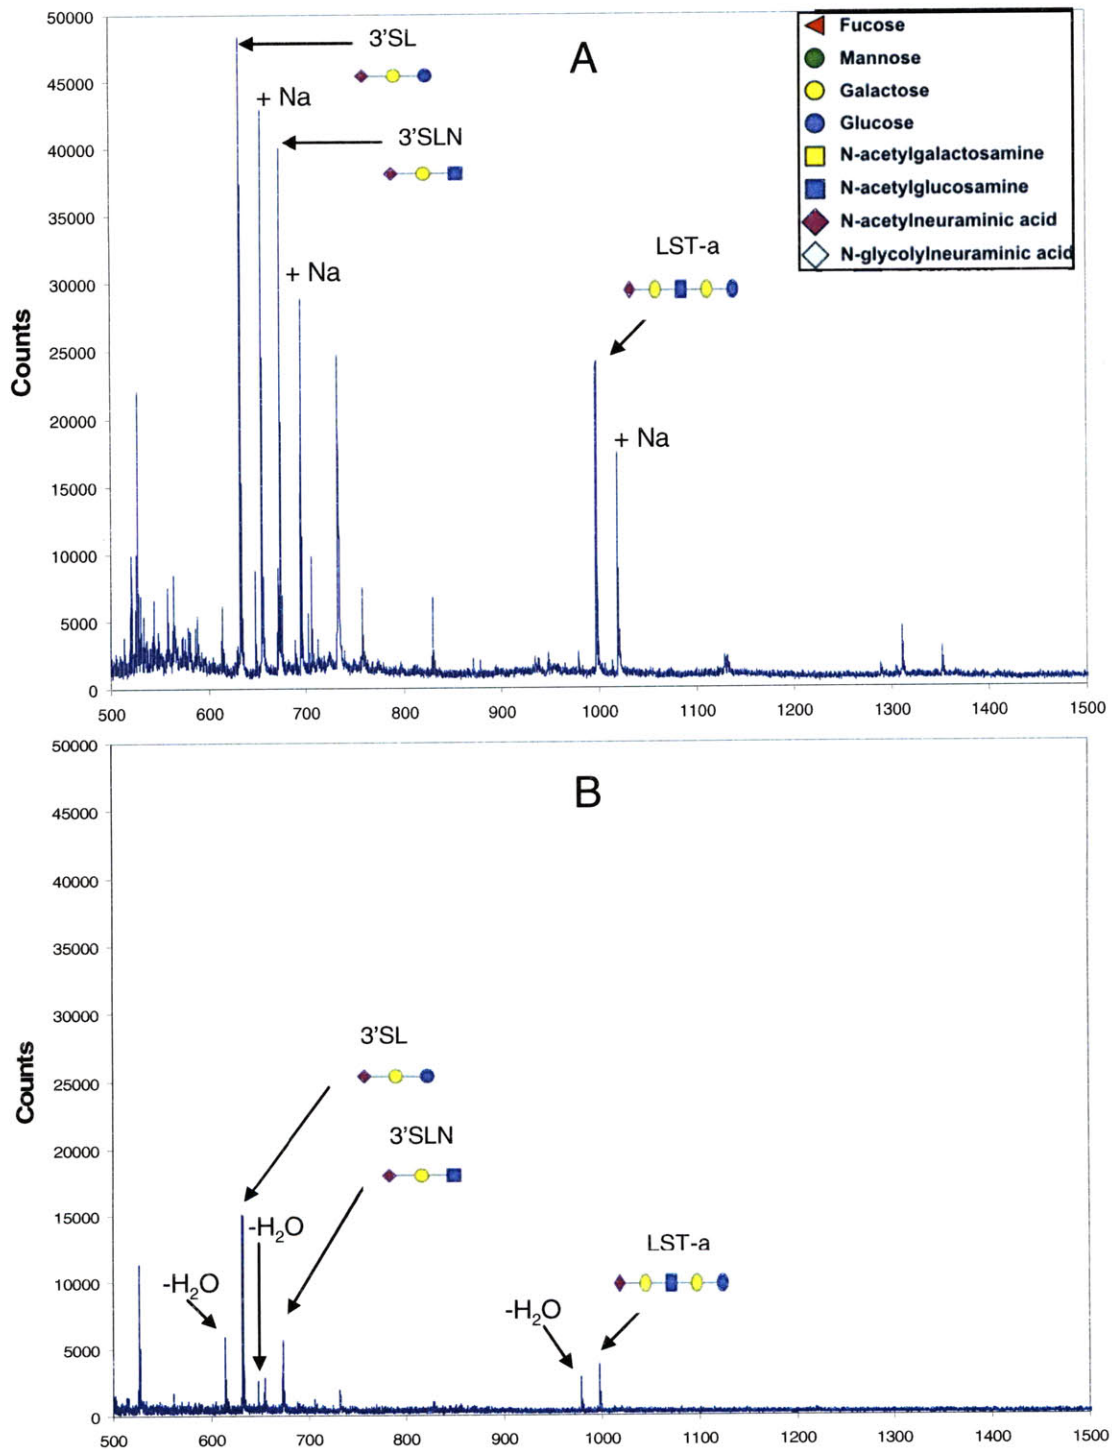 A
Fucose
Mannose
Galactose
Glucose
N-acetylgalactosamine
N-acetylglucosamine
N-acetylneuraminic acid
N-glycolylneuraminic acid
3'SL
+ Na
3'SLN
+ Na
LST-a
+ Na
Counts
50000
45000
40000
35000
30000
25000
20000
15000
10000
5000
0
500 600 700 800 900 1000 1100 1200 1300 1400 1500
B
3'SL
3'SLN
-H2O
-H2O
LST-a
-H2O
Counts
50000
45000
40000
35000
30000
25000
20000
15000
10000
5000
0
500 600 700 800 900 1000 1100 1200 1300 1400 1500